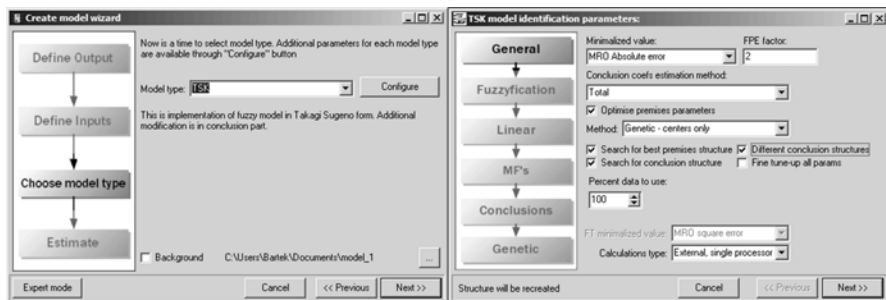 Create model wizard
Define Output
Define Inputs
Choose model type
Estimate
Now is a time to select model type. Additional parameters for each model type
are available through "Configure" button
Model type: TSK
Configure
This is implementation of fuzzy model in Takagi Sugeno form. Additional
modification is in conclusion part.
Background
C:\Users\Bartek\Documents\model_1
...
Expert mode
Cancel
<< Previous
Next >>
TSK model identification parameters:
General
Fuzzyfication
Linear
MF's
Conclusions
Genetic
Minimalized value:
FPE factor:
MRO Absolute error
2
Conclusion coefs estimation method:
Total
Optimise premises parameters
Method: Genetic - centers only
Search for best premises structure
Different conclusion structures
Search for conclusion structure
Fine tune-up all params
Percent data to use:
100
FT minimalized value: MRO square error
Calculations type: External, single processor
Structure will be recreated
Cancel
<< Previous
Next >>